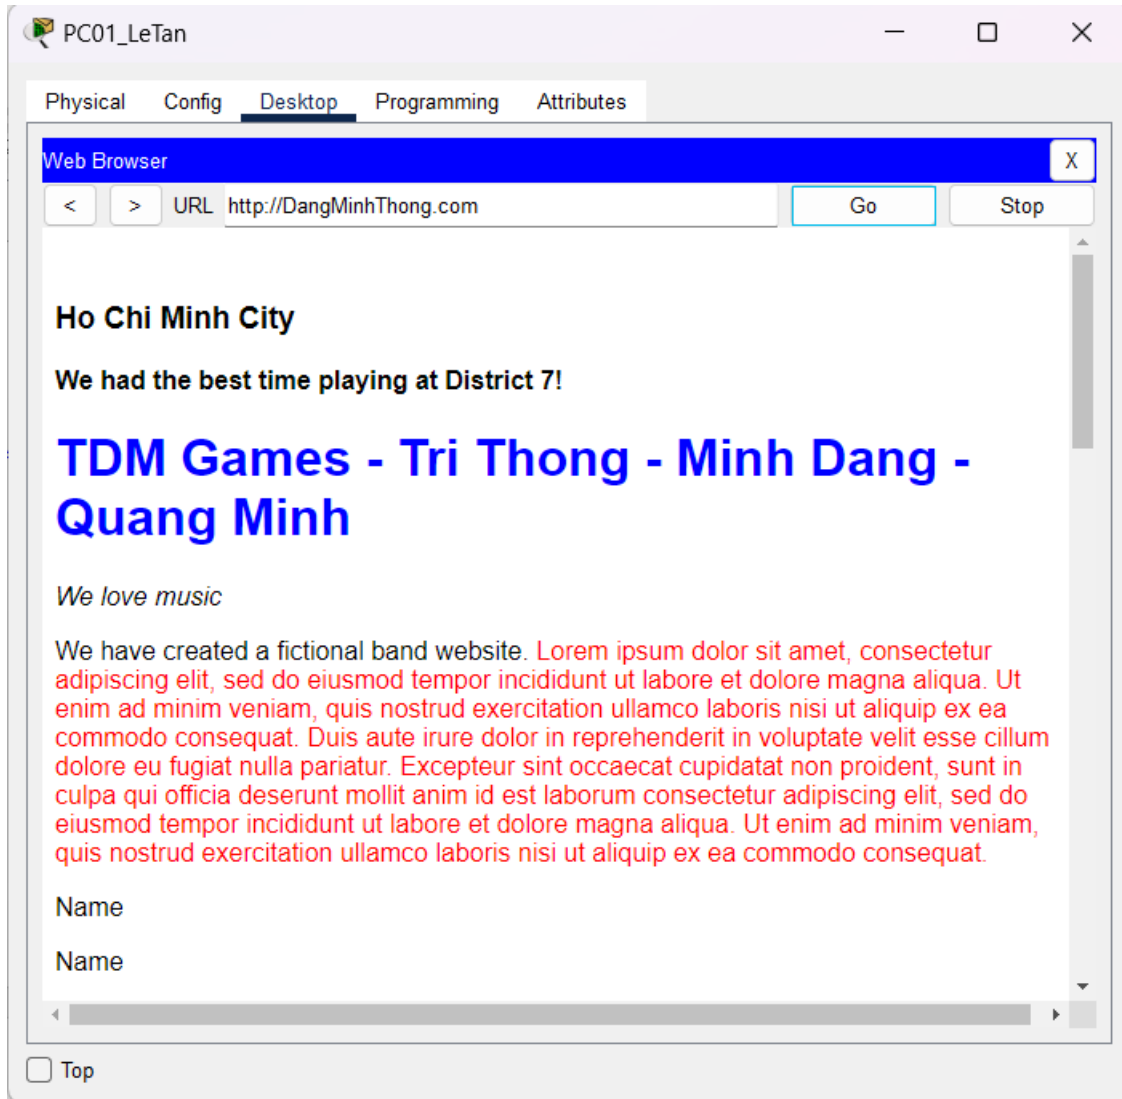 PC01_LeTan
Physical Config Desktop Programming Attributes
Web Browser X
< > URL http://DangMinhThong.com Go Stop
Ho Chi Minh City
We had the best time playing at District 7!
TDM Games - Tri Thong - Minh Dang -
Quang Minh
We love music
We have created a fictional band website. Lorem ipsum dolor sit amet, consectetur
adipiscing elit, sed do eiusmod tempor incididunt ut labore et dolore magna aliqua. Ut
enim ad minim veniam, quis nostrud exercitation ullamco laboris nisi ut aliquip ex ea
commodo consequat. Duis aute irure dolor in reprehenderit in voluptate velit esse cillum
dolore eu fugiat nulla pariatur. Excepteur sint occaecat cupidatat non proident, sunt in
culpa qui officia deserunt mollit anim id est laborum consectetur adipiscing elit, sed do
eiusmod tempor incididunt ut labore et dolore magna aliqua. Ut enim ad minim veniam,
quis nostrud exercitation ullamco laboris nisi ut aliquip ex ea commodo consequat.
Name
Name
Top